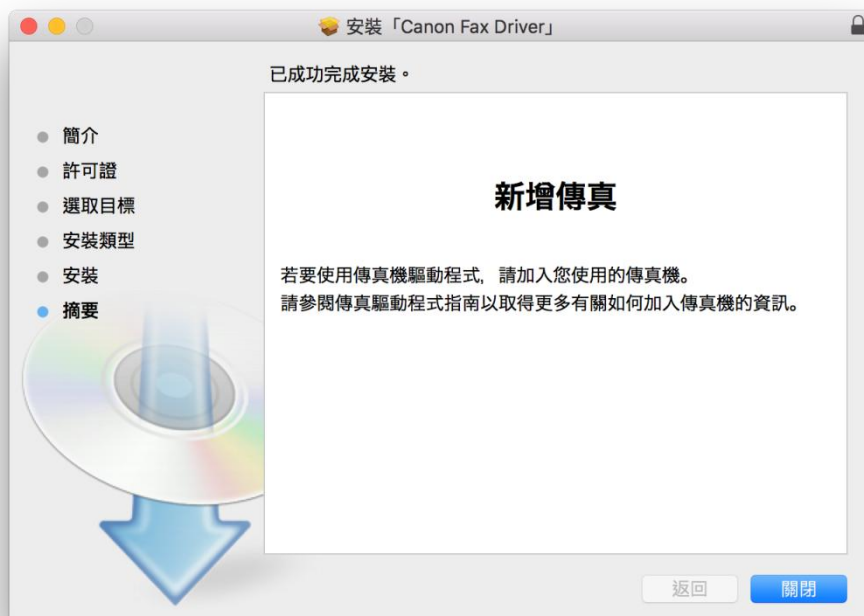 安裝「Canon Fax Driver」
已成功完成安裝。
簡介
許可證
選取目標
安裝類型
安裝
摘要
新增傳真
若要使用傳真機驅動程式，請加入您使用的傳真機。
請參閱傳真驅動程式指南以取得更多有關如何加入傳真機的資訊。
返回
關閉